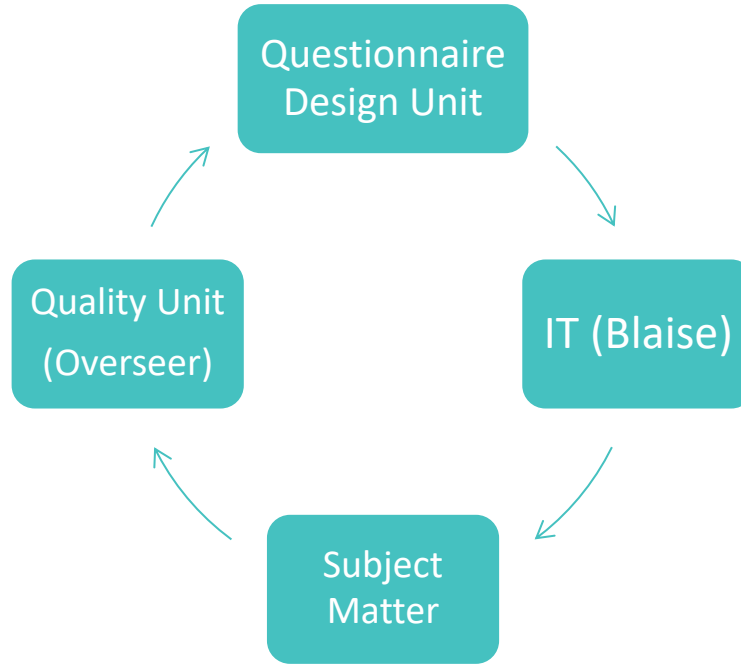 Questionnaire
Design Unit
IT (Blaise)
Subject
Matter
Quality Unit
(Overseer)